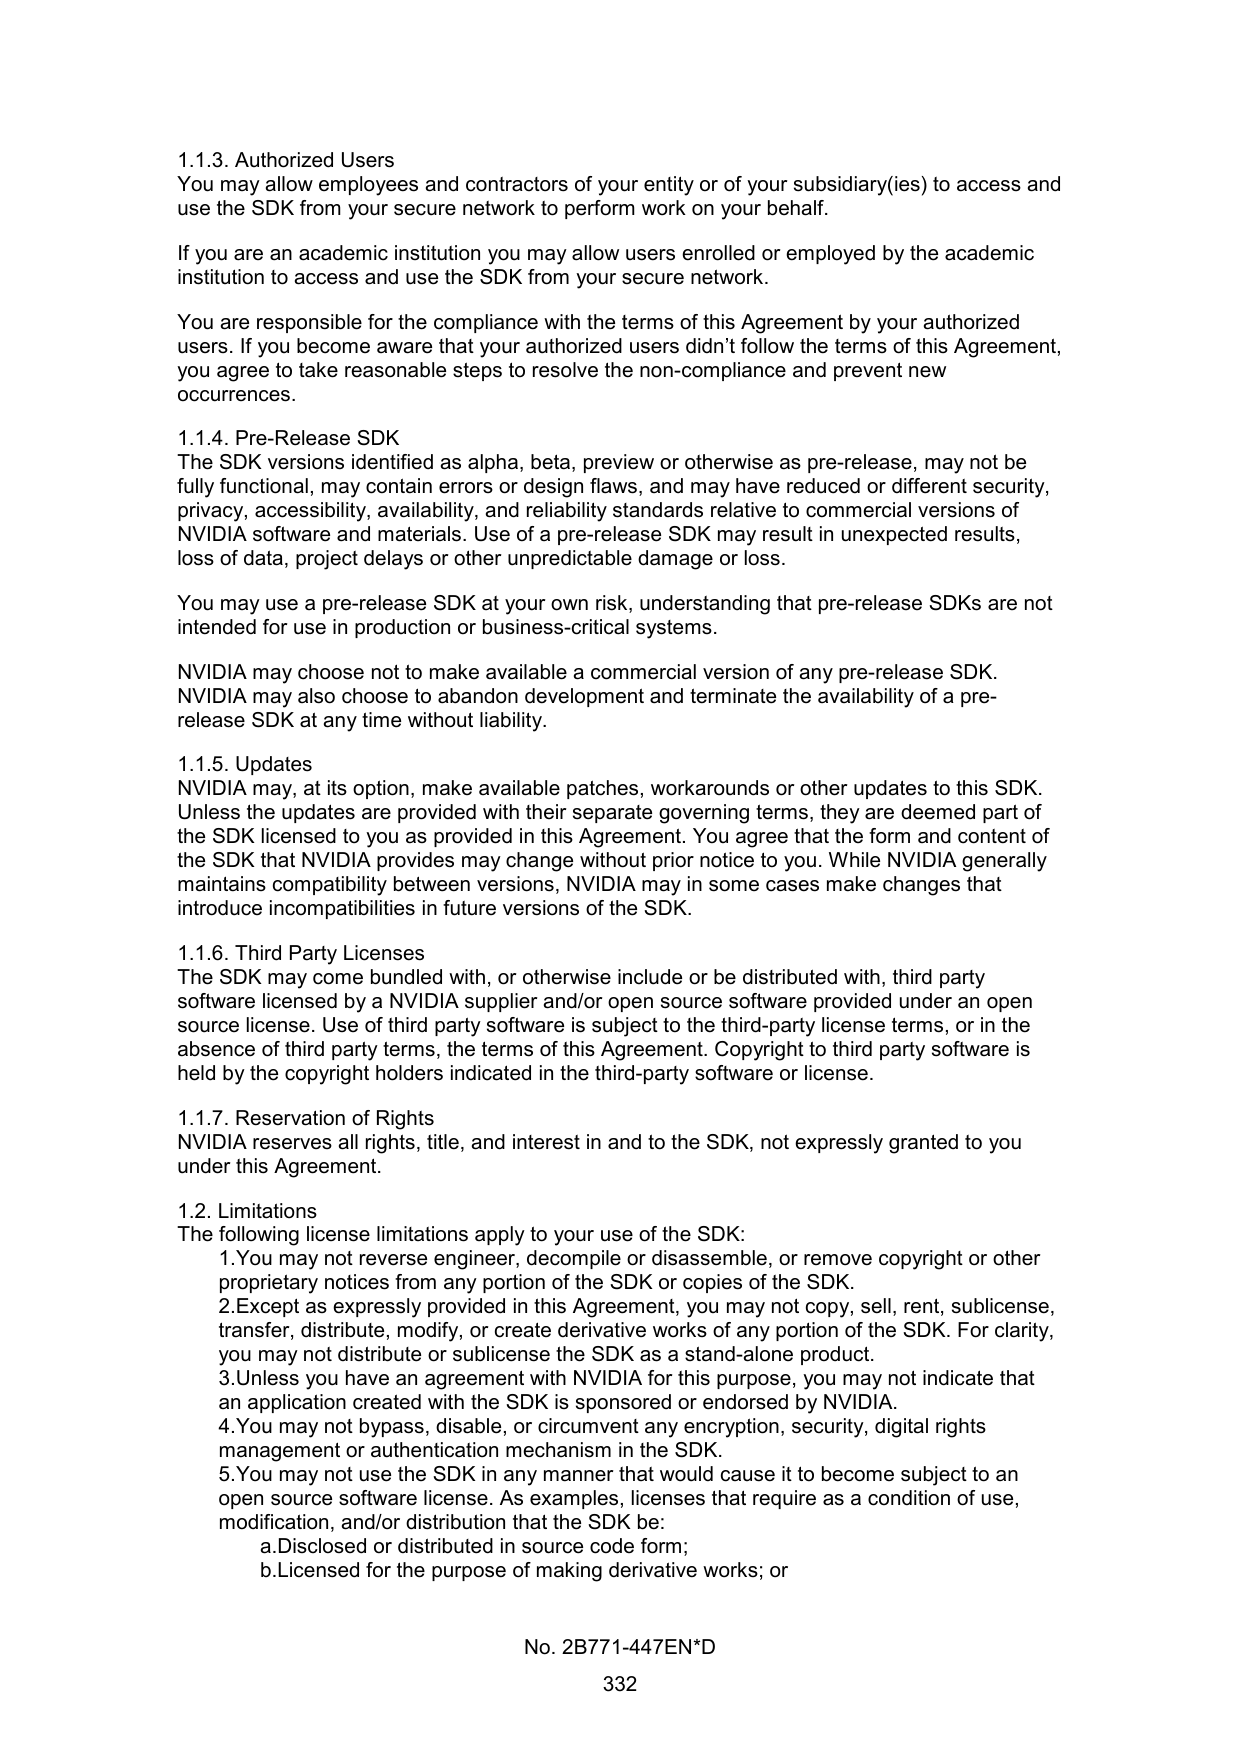 1.1.3. Authorized Users
You may allow employees and contractors of your entity or of your subsidiary(ies) to access and
use the SDK from your secure network to perform work on your behalf.
If you are an academic institution you may allow users enrolled or employed by the academic
institution to access and use the SDK from your secure network.
You are responsible for the compliance with the terms of this Agreement by your authorized
users. If you become aware that your authorized users didn’t follow the terms of this Agreement,
you agree to take reasonable steps to resolve the non-compliance and prevent new
occurrences.
1.1.4. Pre-Release SDK
The SDK versions identified as alpha, beta, preview or otherwise as pre-release, may not be
fully functional, may contain errors or design flaws, and may have reduced or different security,
privacy, accessibility, availability, and reliability standards relative to commercial versions of
NVIDIA software and materials. Use of a pre-release SDK may result in unexpected results,
loss of data, project delays or other unpredictable damage or loss.
You may use a pre-release SDK at your own risk, understanding that pre-release SDKs are not
intended for use in production or business-critical systems.
NVIDIA may choose not to make available a commercial version of any pre-release SDK.
NVIDIA may also choose to abandon development and terminate the availability of a pre-
release SDK at any time without liability.
1.1.5. Updates
NVIDIA may, at its option, make available patches, workarounds or other updates to this SDK.
Unless the updates are provided with their separate governing terms, they are deemed part of
the SDK licensed to you as provided in this Agreement. You agree that the form and content of
the SDK that NVIDIA provides may change without prior notice to you. While NVIDIA generally
maintains compatibility between versions, NVIDIA may in some cases make changes that
introduce incompatibilities in future versions of the SDK.
1.1.6. Third Party Licenses
The SDK may come bundled with, or otherwise include or be distributed with, third party
software licensed by a NVIDIA supplier and/or open source software provided under an open
source license. Use of third party software is subject to the third-party license terms, or in the
absence of third party terms, the terms of this Agreement. Copyright to third party software is
held by the copyright holders indicated in the third-party software or license.
1.1.7. Reservation of Rights
NVIDIA reserves all rights, title, and interest in and to the SDK, not expressly granted to you
under this Agreement.
1.2. Limitations
The following license limitations apply to your use of the SDK:
1.You may not reverse engineer, decompile or disassemble, or remove copyright or other
proprietary notices from any portion of the SDK or copies of the SDK.
2.Except as expressly provided in this Agreement, you may not copy, sell, rent, sublicense,
transfer, distribute, modify, or create derivative works of any portion of the SDK. For clarity,
you may not distribute or sublicense the SDK as a stand-alone product.
3.Unless you have an agreement with NVIDIA for this purpose, you may not indicate that
an application created with the SDK is sponsored or endorsed by NVIDIA.
4.You may not bypass, disable, or circumvent any encryption, security, digital rights
management or authentication mechanism in the SDK.
5.You may not use the SDK in any manner that would cause it to become subject to an
open source software license. As examples, licenses that require as a condition of use,
modification, and/or distribution that the SDK be:
a.Disclosed or distributed in source code form;
b.Licensed for the purpose of making derivative works; or
No. 2B771-447EN*D
332